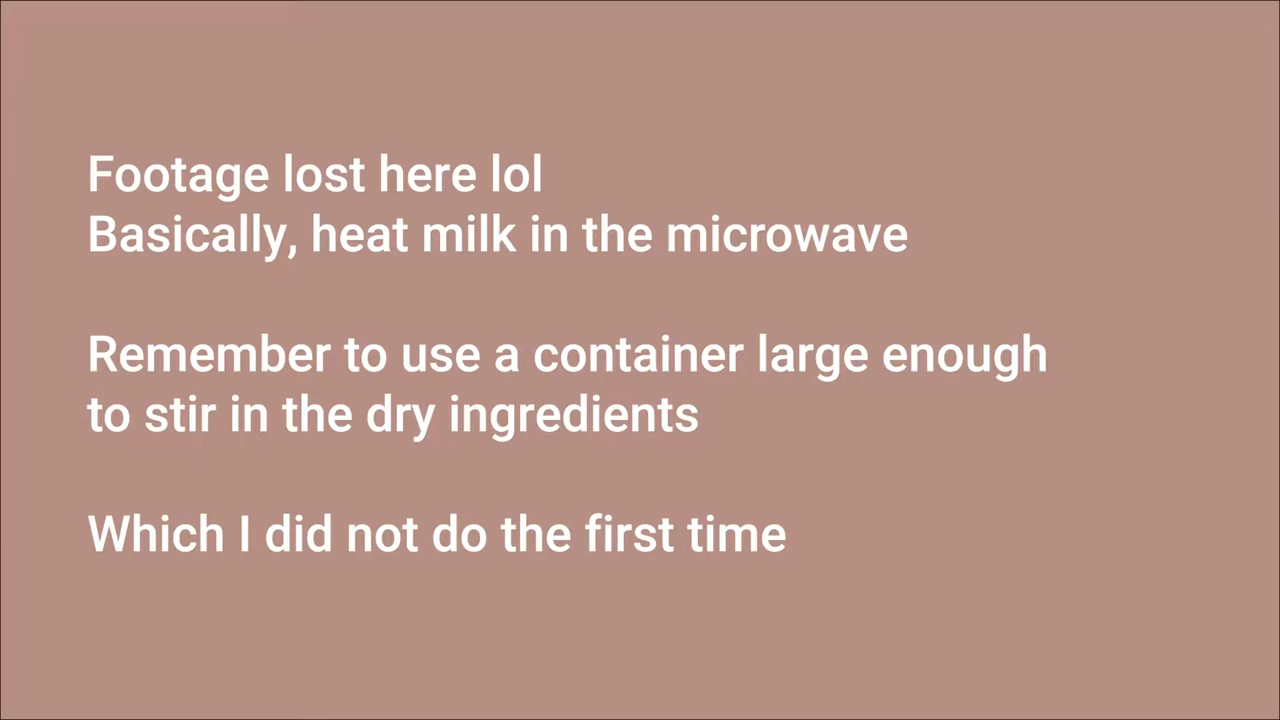 Footage lost here lol
Basically, heat milk in the microwave
Remember to use a container large enough
to stir in the dry ingredients
Which I did not do the first time